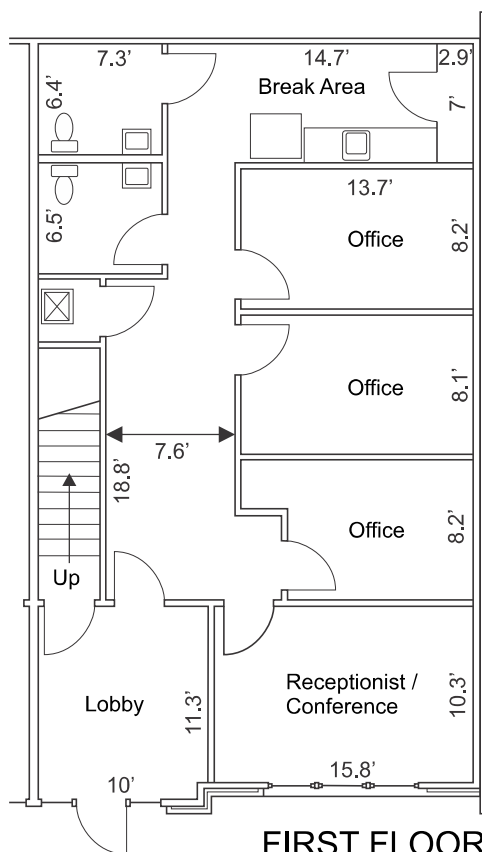 7.3’
14.7’
2.9’
6.4’
Break Area
7’
13.7’
6.5’
Office
8.2’
Office
8.1’
7.6’
18.8’
Office
8.2’
Up
Lobby
11.3’
Receptionist /
Conference
10.3’
10’
15.8’
FIRST FLOOR